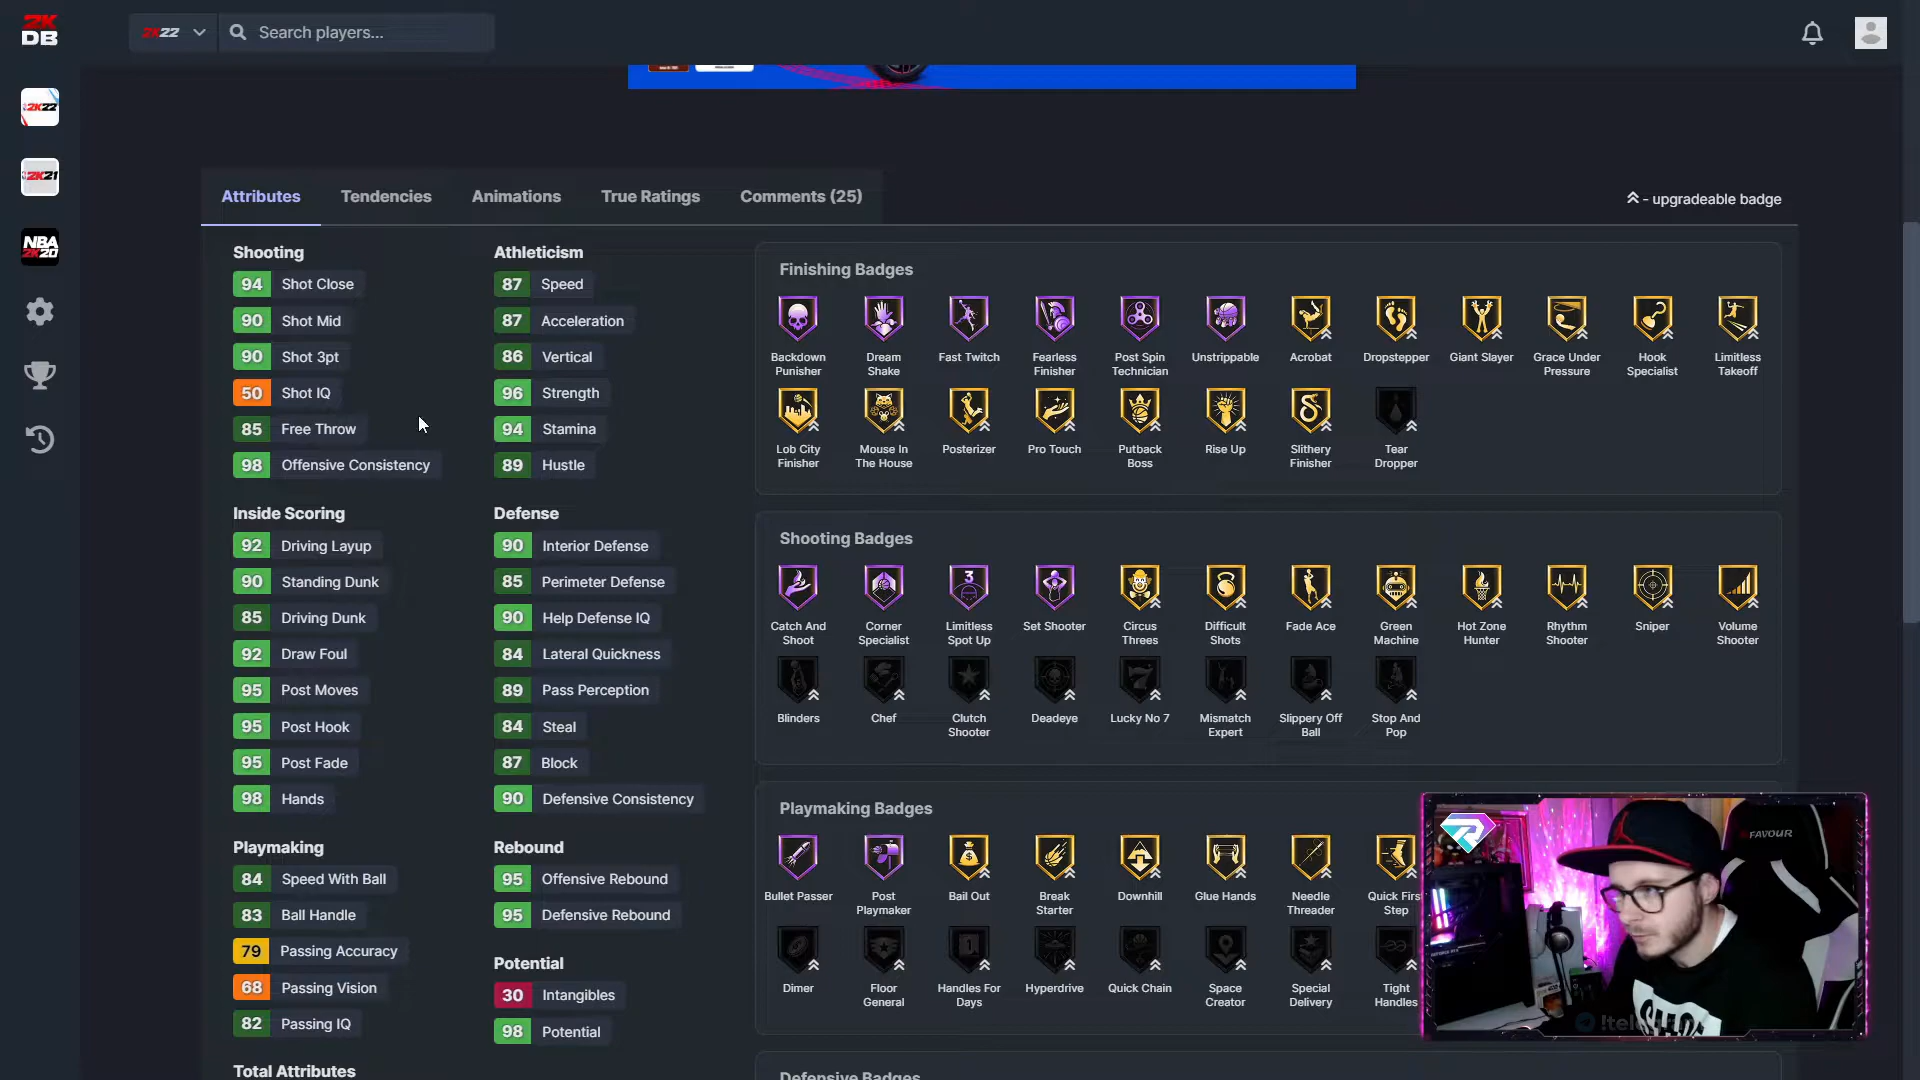 2K
DB
2K22
Search players...
2K22
2K21
NBA
2K20
Attributes
Tendencies
Animations
True Ratings
Comments (25)
- upgradeable badge
Shooting
94 Shot Close
90 Shot Mid
90 Shot 3pt
50 Shot IQ
85 Free Throw
98 Offensive Consistency
Inside Scoring
92 Driving Layup
90 Standing Dunk
85 Driving Dunk
92 Draw Foul
95 Post Moves
95 Post Hook
95 Post Fade
98 Hands
Playmaking
84 Speed With Ball
83 Ball Handle
79 Passing Accuracy
68 Passing Vision
82 Passing IQ
Total Attributes
Athleticism
87 Speed
87 Acceleration
86 Vertical
96 Strength
94 Stamina
89 Hustle
Defense
90 Interior Defense
85 Perimeter Defense
90 Help Defense IQ
84 Lateral Quickness
89 Pass Perception
84 Steal
87 Block
90 Defensive Consistency
Rebound
95 Offensive Rebound
95 Defensive Rebound
Potential
30 Intangibles
98 Potential
Finishing Badges
Backdown
Punisher
Dream
Shake
Fast Twitch
Fearless
Finisher
Post Spin
Technician
Unstrippable
Acrobat
Dropstepper
Giant Slayer
Grace Under
Pressure
Hook
Specialist
Limitless
Takeoff
Lob City
Finisher
Mouse In
The House
Posterizer
Pro Touch
Putback
Boss
Rise Up
Slithery
Finisher
Tear
Dropper
Shooting Badges
Catch And
Shoot
Corner
Specialist
3
Limitless
Spot Up
Set Shooter
Circus
Threes
Difficult
Shots
Fade Ace
Green
Machine
Hot Zone
Hunter
Rhythm
Shooter
Sniper
Volume
Shooter
Blinders
Chef
Clutch
Shooter
Deadeye
7
Lucky No 7
Mismatch
Expert
Slippery Off
Ball
Stop And
Pop
Playmaking Badges
Bullet Passer
Post
Playmaker
$
Bail Out
Break
Starter
Downhill
Glue Hands
Needle
Threader
Quick First
Step
Dimer
Floor
General
1
Handles For
Days
Hyperdrive
Quick Chain
Space
Creator
Special
Delivery
Tight
Handles
Defensive Badges
FAVOUR